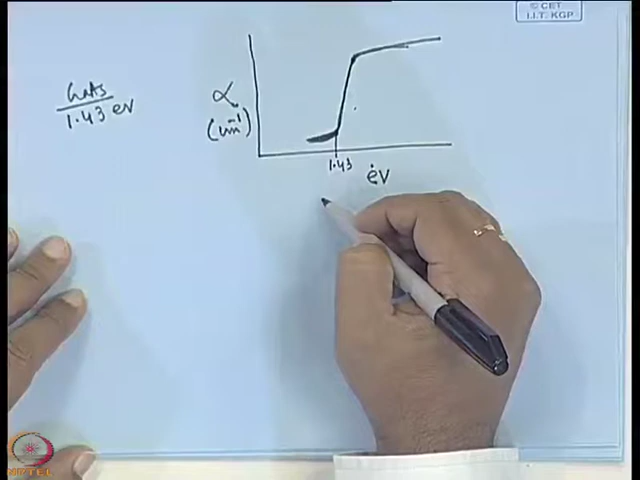 © CET
I.I.T. KGP
GaAs
1.43 ev
α
(cm⁻¹)
1.43
eV